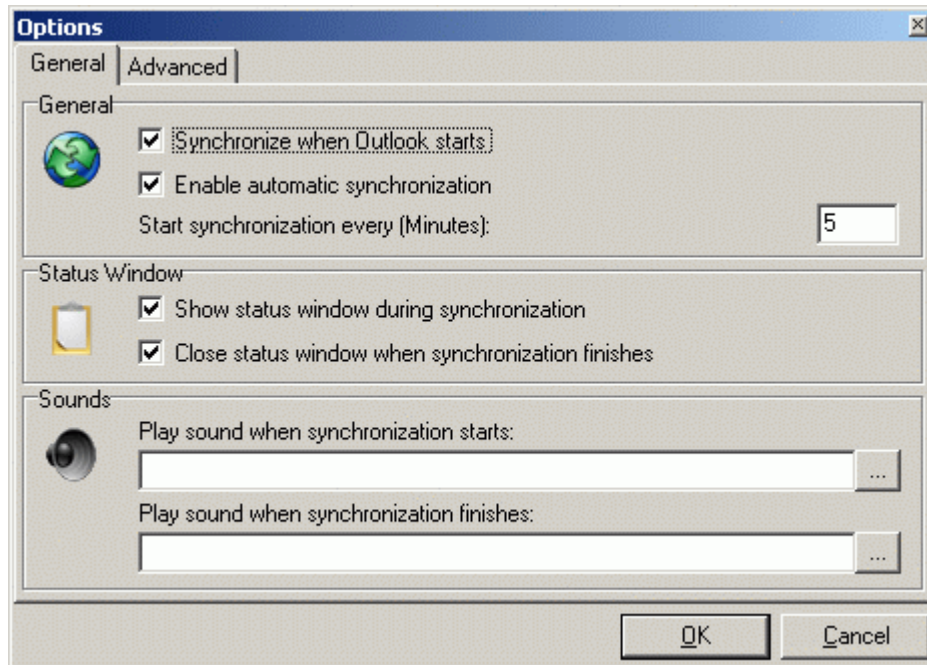 Options
General Advanced
General
Synchronize when Outlook starts
Enable automatic synchronization
Start synchronization every (Minutes): 5
Status Window
Show status window during synchronization
Close status window when synchronization finishes
Sounds
Play sound when synchronization starts:
...
Play sound when synchronization finishes:
...
OK Cancel